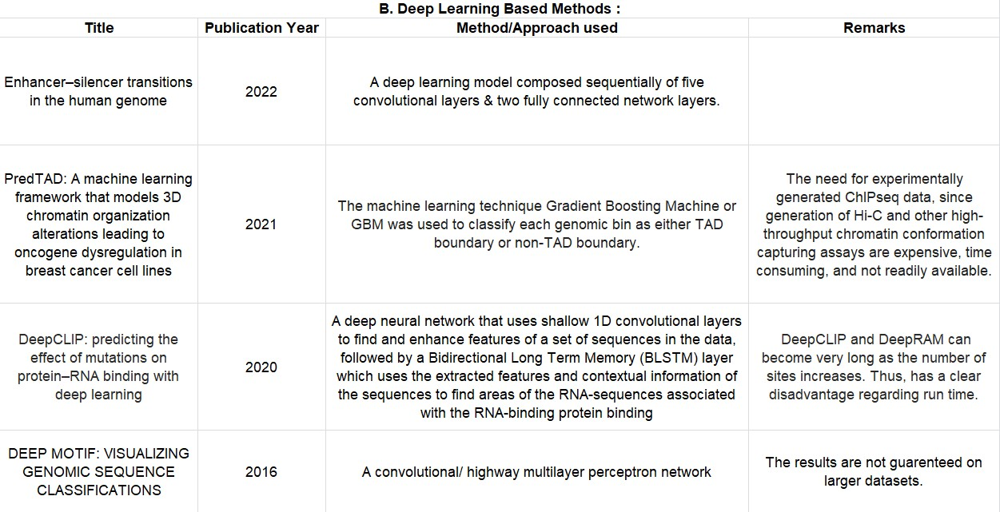 B. Deep Learning Based Methods :
Title
Publication Year
Method/Approach used
Remarks
Enhancer–silencer transitions
in the human genome
2022
A deep learning model composed sequentially of five
convolutional layers & two fully connected network layers.
PredTAD: A machine learning
framework that models 3D
chromatin organization
alterations leading to
oncogene dysregulation in
breast cancer cell lines
2021
The machine learning technique Gradient Boosting Machine or
GBM was used to classify each genomic bin as either TAD
boundary or non-TAD boundary.
The need for experimentally
generated ChIPseq data, since
generation of Hi-C and other high-
throughput chromatin conformation
capturing assays are expensive, time
consuming, and not readily available.
DeepCLIP: predicting the
effect of mutations on
protein–RNA binding with
deep learning
2020
A deep neural network that uses shallow 1D convolutional layers
to find and enhance features of a set of sequences in the data,
followed by a Bidirectional Long Term Memory (BLSTM) layer
which uses the extracted features and contextual information of
the sequences to find areas of the RNA-sequences associated
with the RNA-binding protein binding
DeepCLIP and DeepRAM can
become very long as the number of
sites increases. Thus, has a clear
disadvantage regarding run time.
DEEP MOTIF: VISUALIZING
GENOMIC SEQUENCE
CLASSIFICATIONS
2016
A convolutional/ highway multilayer perceptron network
The results are not guarenteed on
larger datasets.